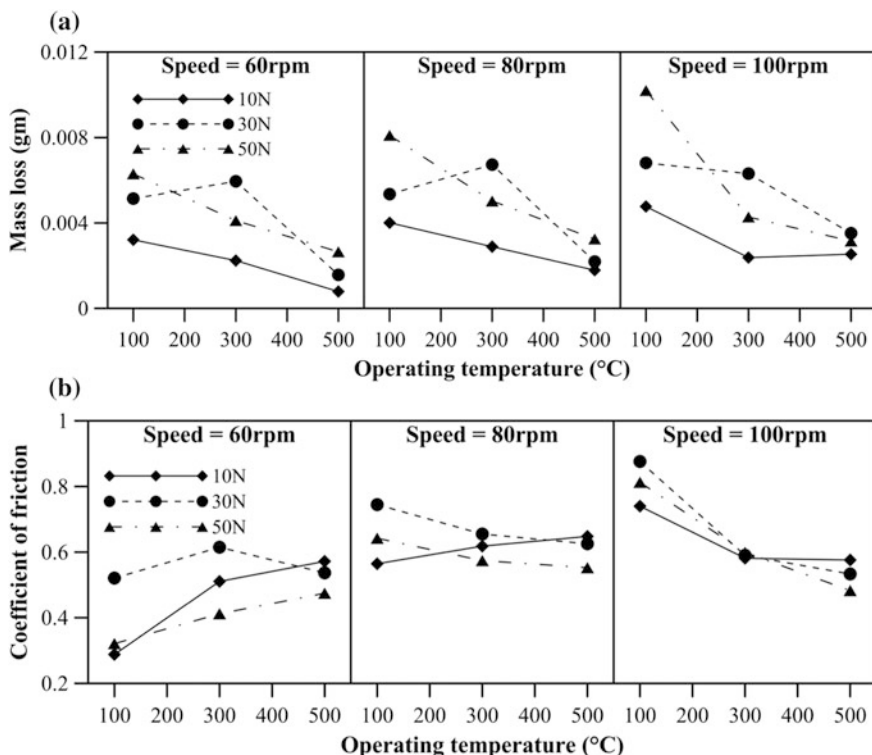 (a)
0.012
Speed = 60rpm Speed = 80rpm Speed = 100rpm
10N
30N
50N
0.008
0.004
0
Mass loss (gm)
100 200 300 400 500 100 200 300 400 500 100 200 300 400 500
Operating temperature (°C)
(b)
1
Speed = 60rpm Speed = 80rpm Speed = 100rpm
10N
30N
50N
0.8
0.6
0.4
0.2
Coefficient of friction
100 200 300 400 500 100 200 300 400 500 100 200 300 400 500
Operating temperature (°C)